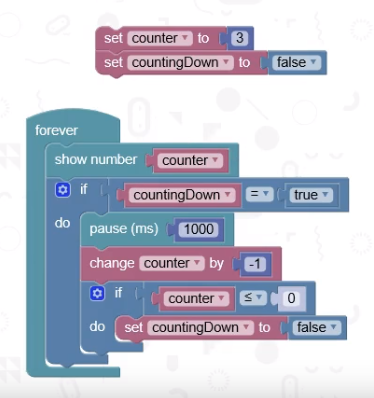 set counter to 3
set countingDown to false
forever
show number counter
if countingDown = true
do pause (ms) 1000
change counter by -1
if counter ≤ 0
do set countingDown to false